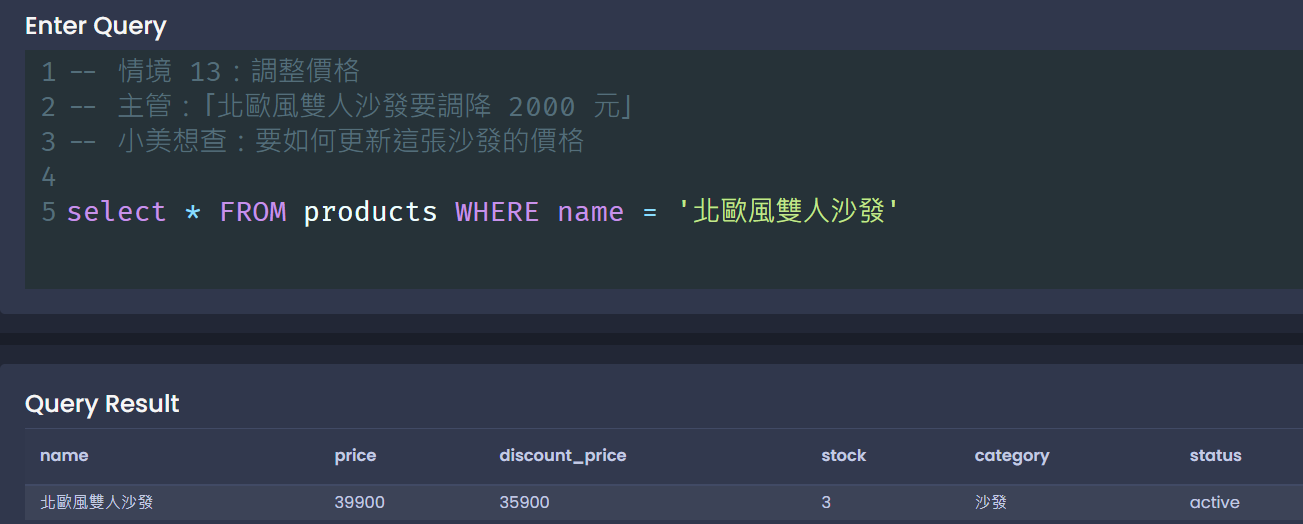 Enter Query
1 -- 情境 13：調整價格
2 -- 主管：「北歐風雙人沙發要調降 2000 元」
3 -- 小美想查：要如何更新這張沙發的價格
4
5 select * FROM products WHERE name = '北歐風雙人沙發'
Query Result
name price discount_price stock category status
北歐風雙人沙發 39900 35900 3 沙發 active